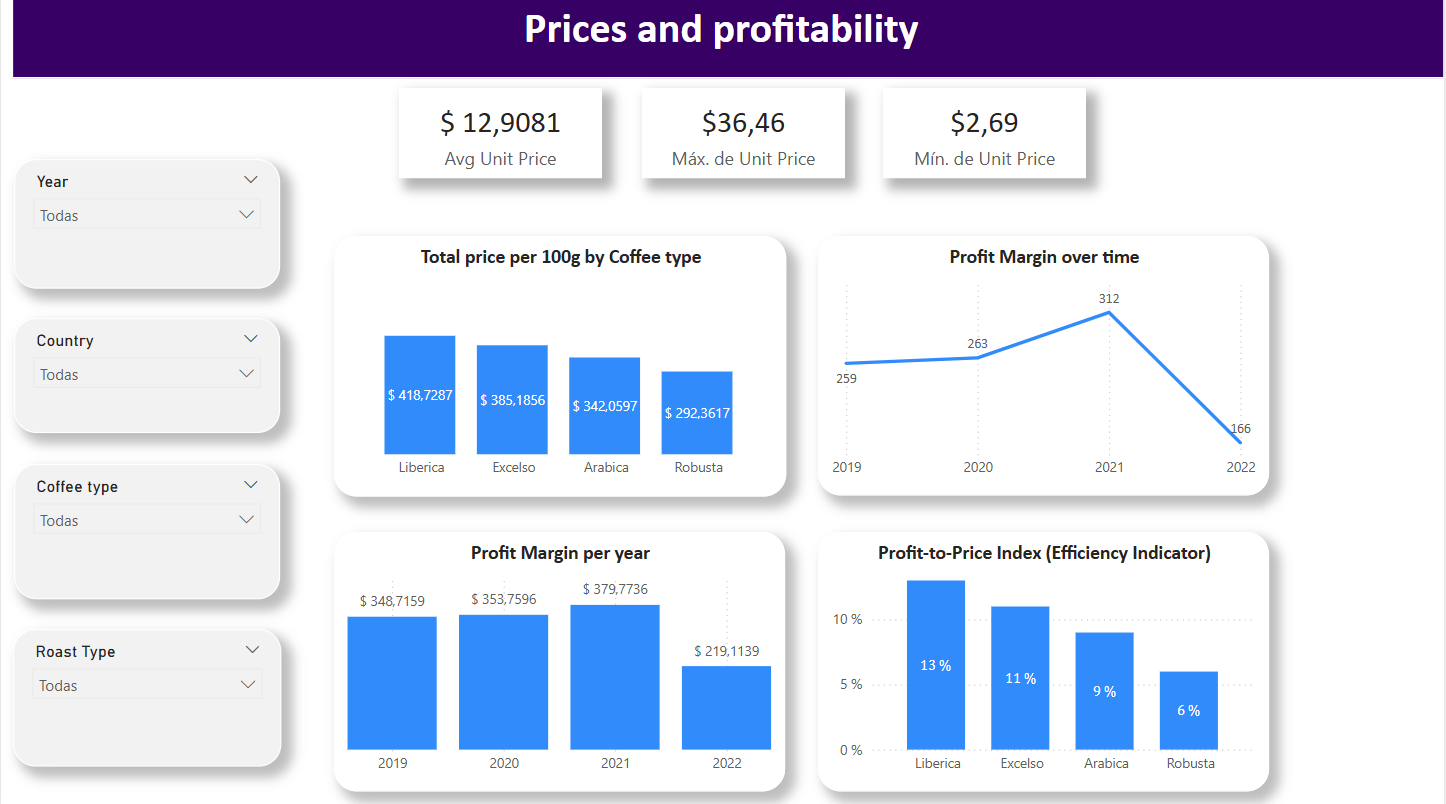 Prices and profitability
$ 12,9081
Avg Unit Price
$36,46
Máx. de Unit Price
$2,69
Mín. de Unit Price
Year
Todas
Country
Todas
Coffee type
Todas
Roast Type
Todas
Total price per 100g by Coffee type
$ 418,7287
$ 385,1856
$ 342,0597
$ 292,3617
Liberica
Excelso
Arabica
Robusta
Profit Margin over time
259
263
312
166
2019
2020
2021
2022
Profit Margin per year
$ 348,7159
$ 353,7596
$ 379,7736
$ 219,1139
2019
2020
2021
2022
Profit-to-Price Index (Efficiency Indicator)
10 %
5 %
0 %
13 %
11 %
9 %
6 %
Liberica
Excelso
Arabica
Robusta